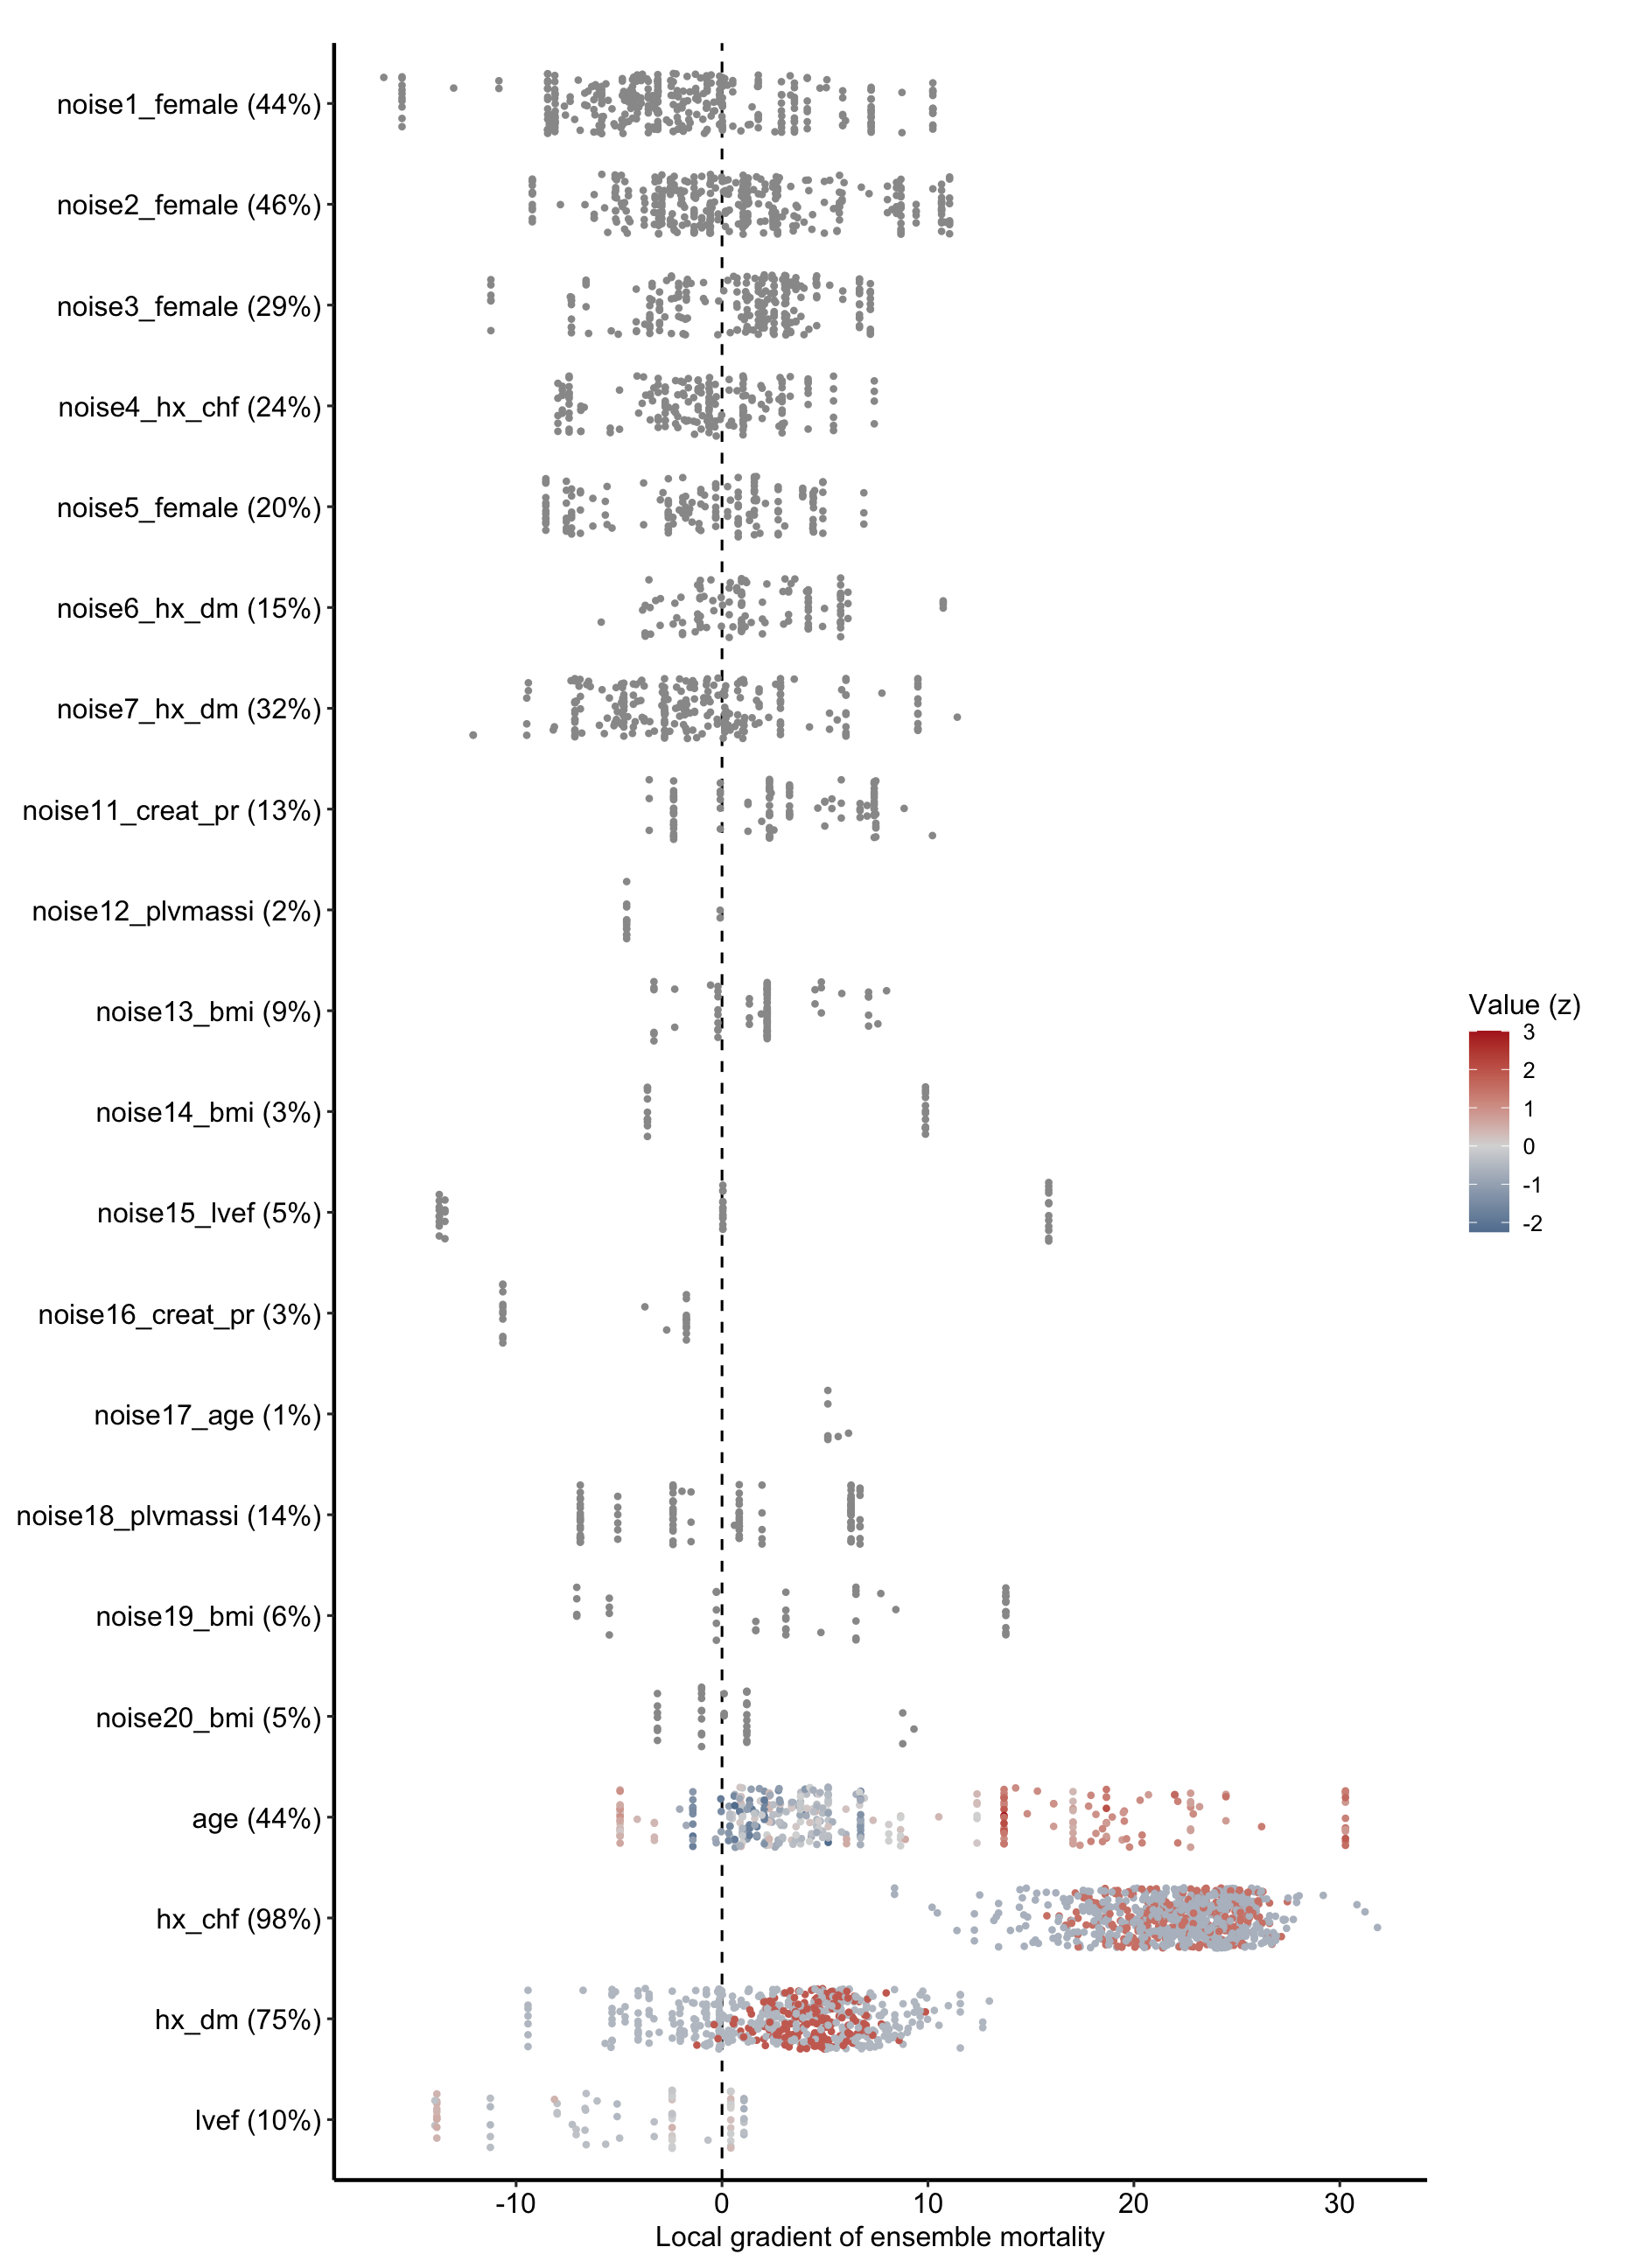 noise1_female (44%)
noise2_female (46%)
noise3_female (29%)
noise4_hx_chf (24%)
noise5_female (20%)
noise6_hx_dm (15%)
noise7_hx_dm (32%)
noise11_creat_pr (13%)
noise12_plvmassi (2%)
noise13_bmi (9%)
noise14_bmi (3%)
noise15_lvef (5%)
noise16_creat_pr (3%)
noise17_age (1%)
noise18_plvmassi (14%)
noise19_bmi (6%)
noise20_bmi (5%)
age (44%)
hx_chf (98%)
hx_dm (75%)
lvef (10%)
-10 0 10 20 30
Local gradient of ensemble mortality
Value (z)
3
2
1
0
-1
-2